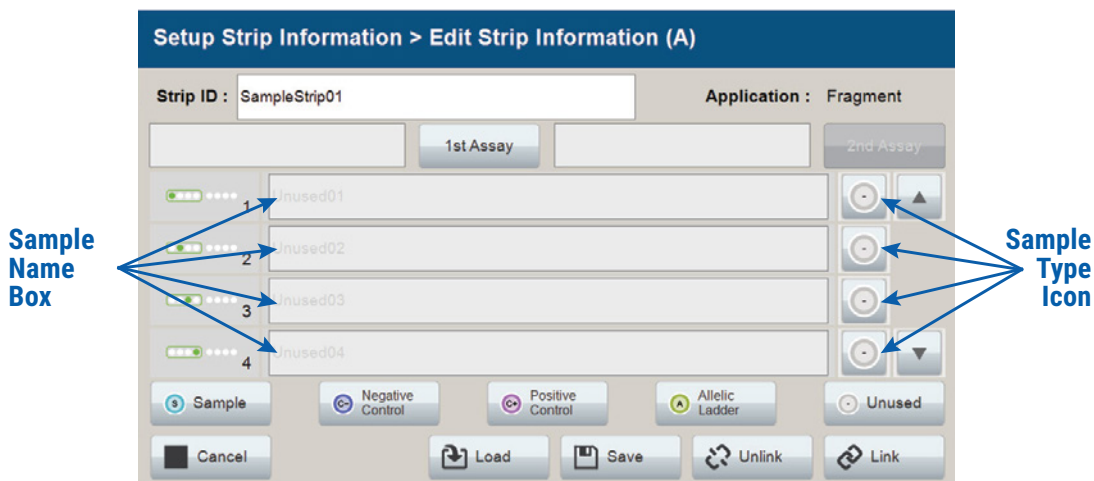 Setup Strip Information > Edit Strip Information (A)
Strip ID : SampleStrip01 Application : Fragment
1st Assay 2nd Assay
1 Unused01 -
2 Unused02 -
3 Unused03 -
4 Unused04 -
Sample
Name
Box
Sample
Type
Icon
S Sample C- Negative
Control C+ Positive
Control A Allelic
Ladder - Unused
Cancel Load Save Unlink Link